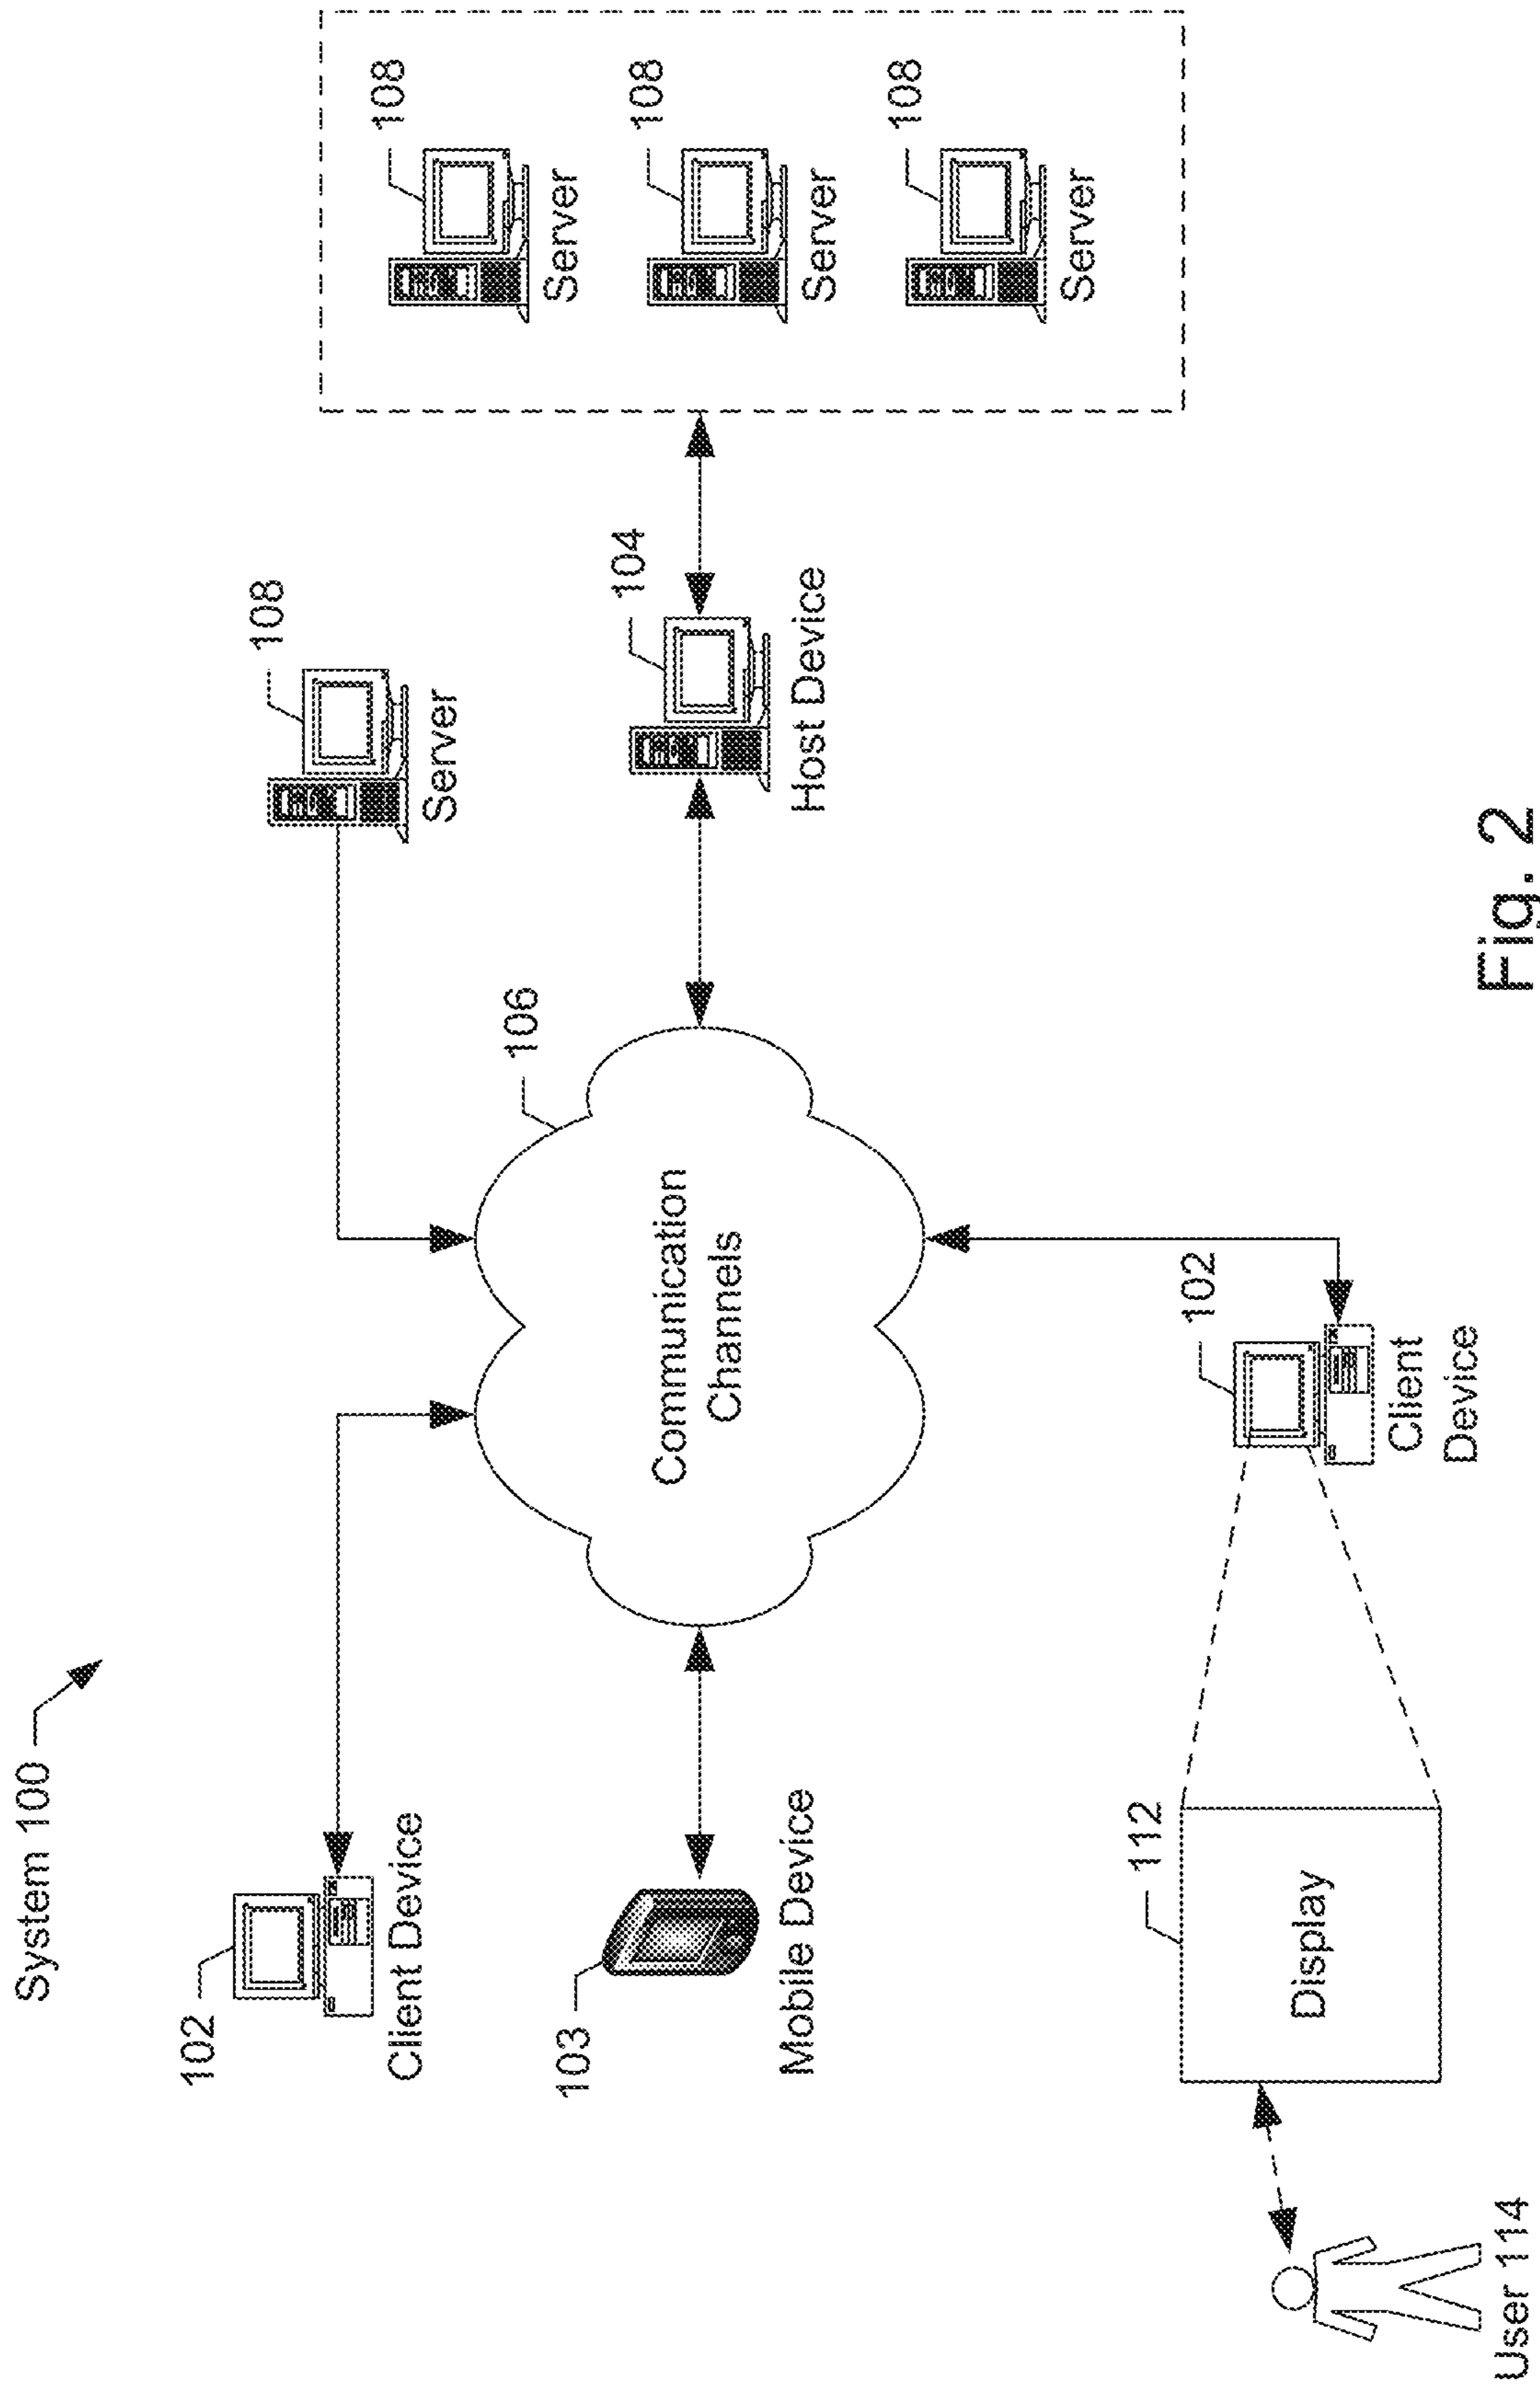 System 100
102
Client Device
108
Server
103
Mobile Device
106
Communication
Channels
104
Host Device
108
Server
108
Server
108
Server
112
Display
102
Client
Device
User 114
Fig. 2